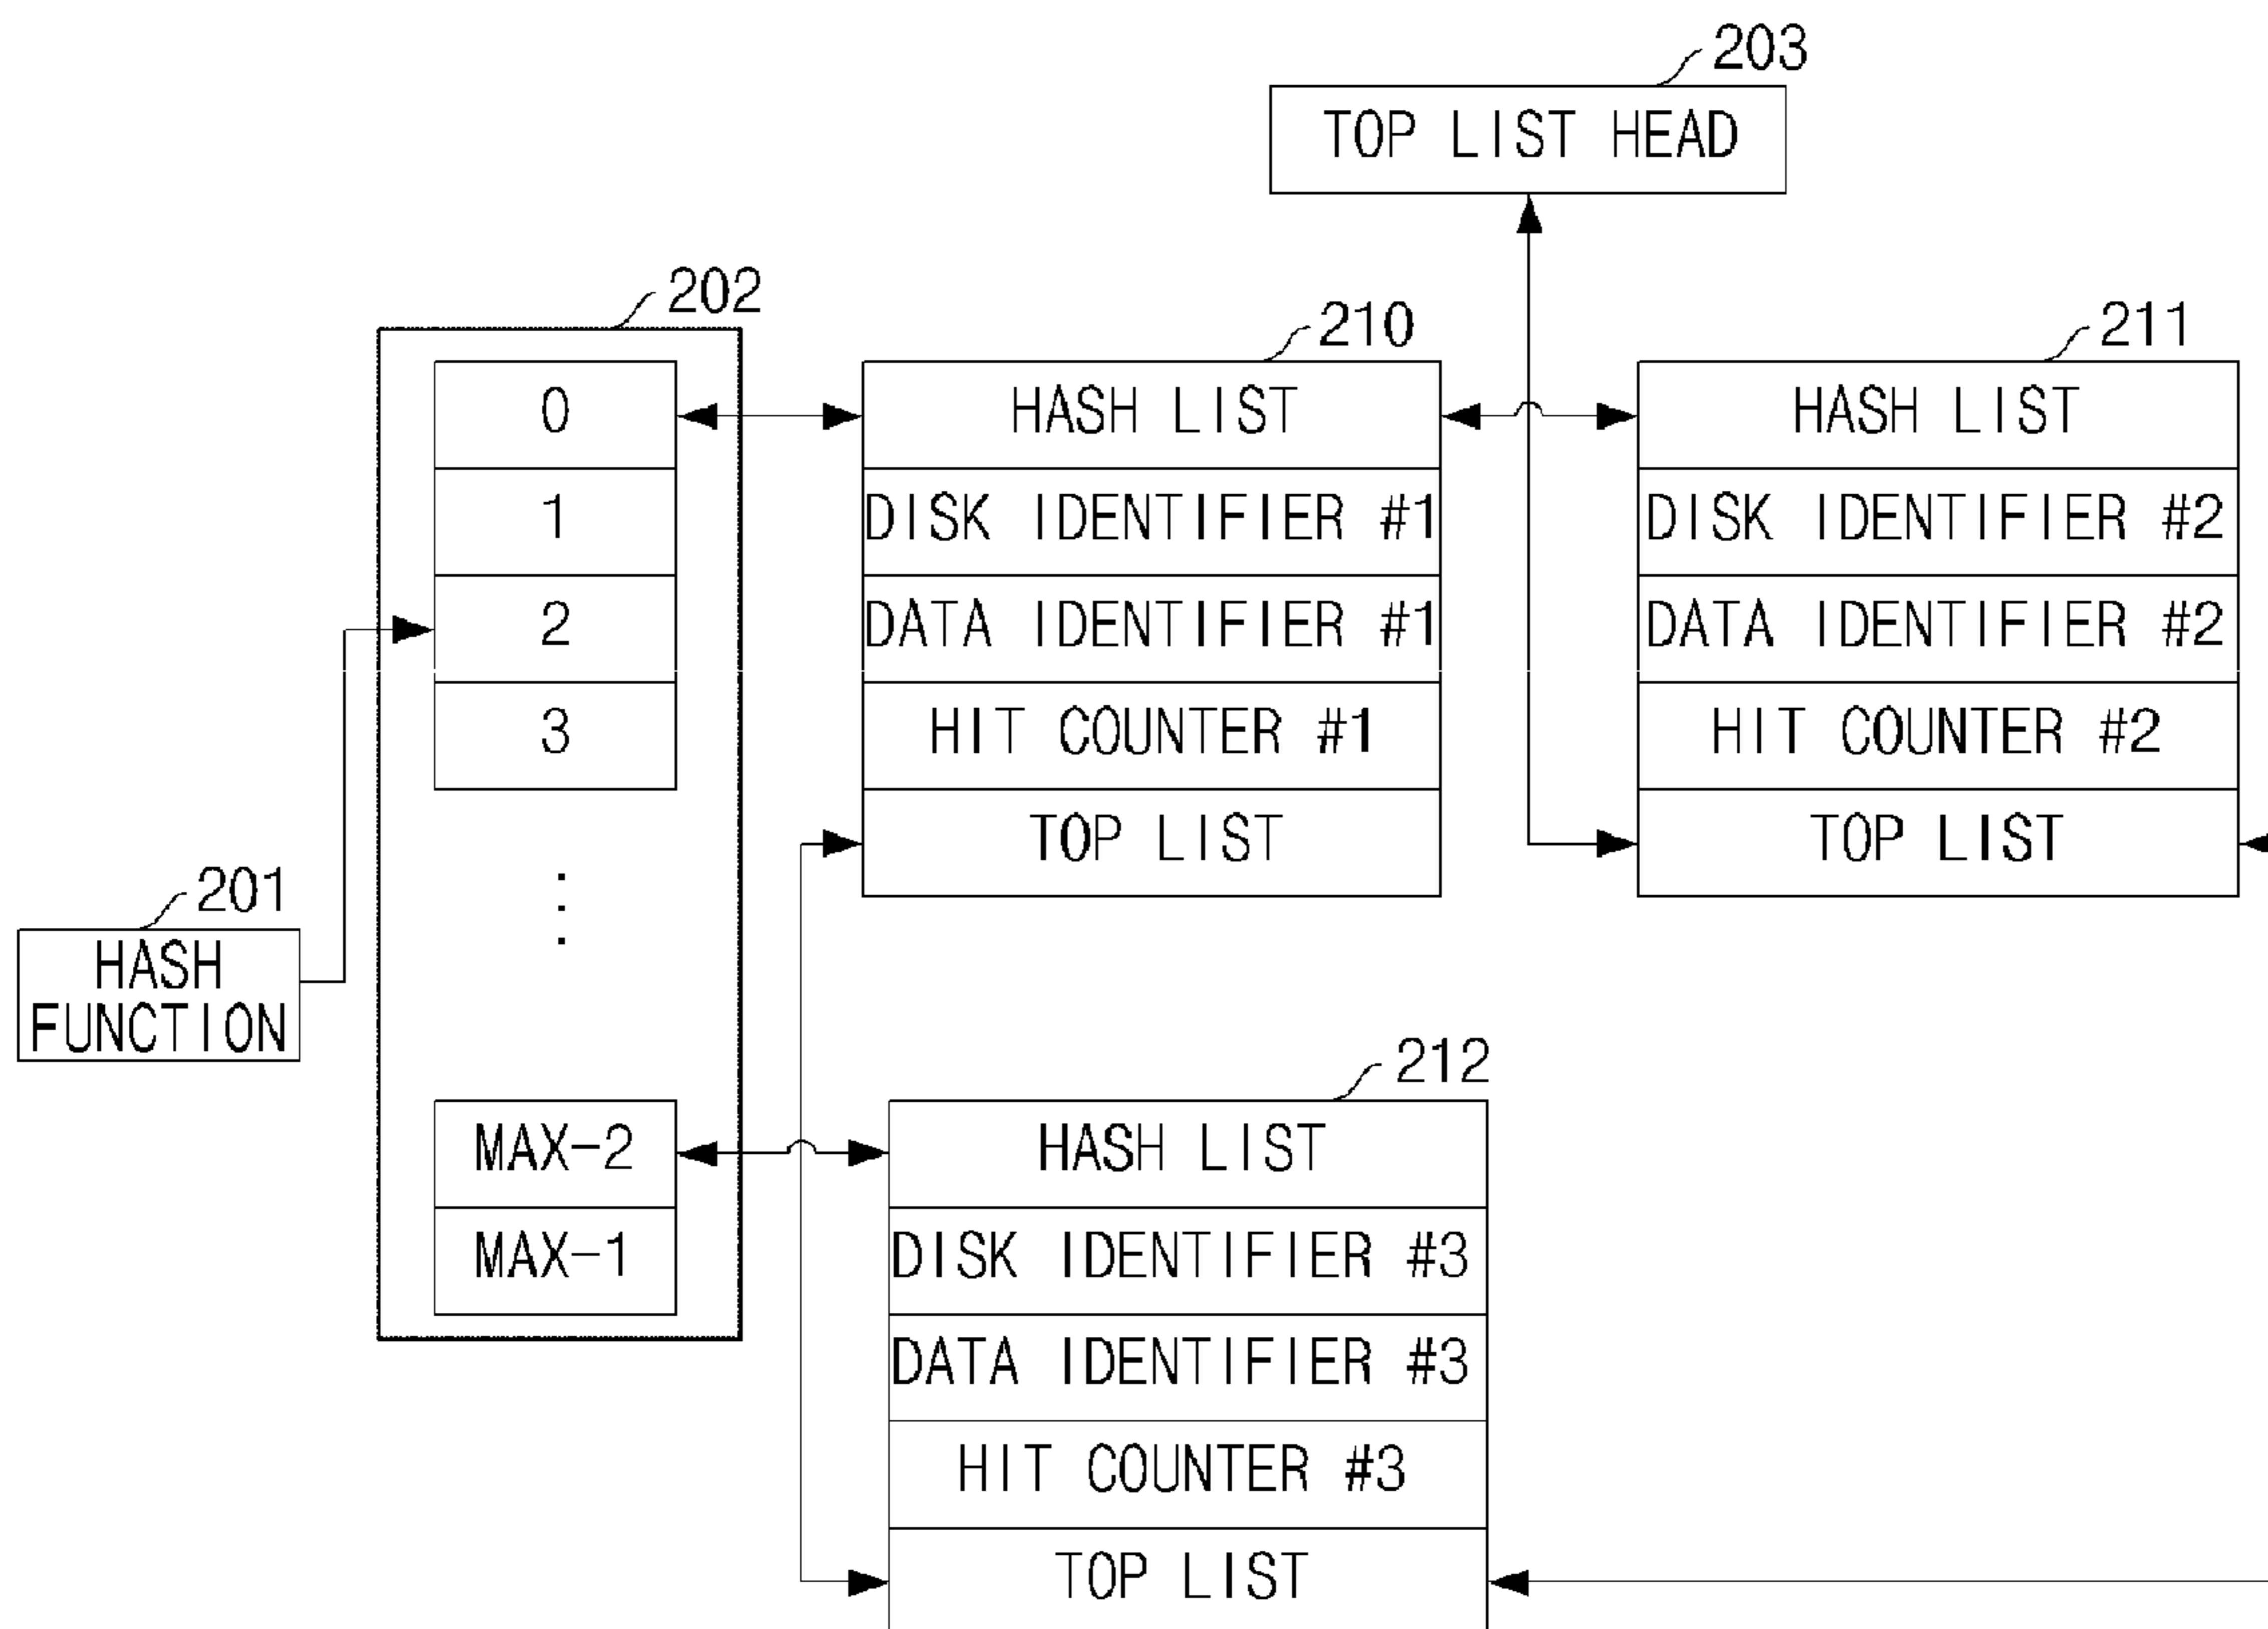 203
TOP LIST HEAD
202
0
1
2
3
201
HASH
FUNCTION
MAX-2
MAX-1
210
HASH LIST
DISK IDENTIFIER #1
DATA IDENTIFIER #1
HIT COUNTER #1
TOP LIST
211
HASH LIST
DISK IDENTIFIER #2
DATA IDENTIFIER #2
HIT COUNTER #2
TOP LIST
212
HASH LIST
DISK IDENTIFIER #3
DATA IDENTIFIER #3
HIT COUNTER #3
TOP LIST